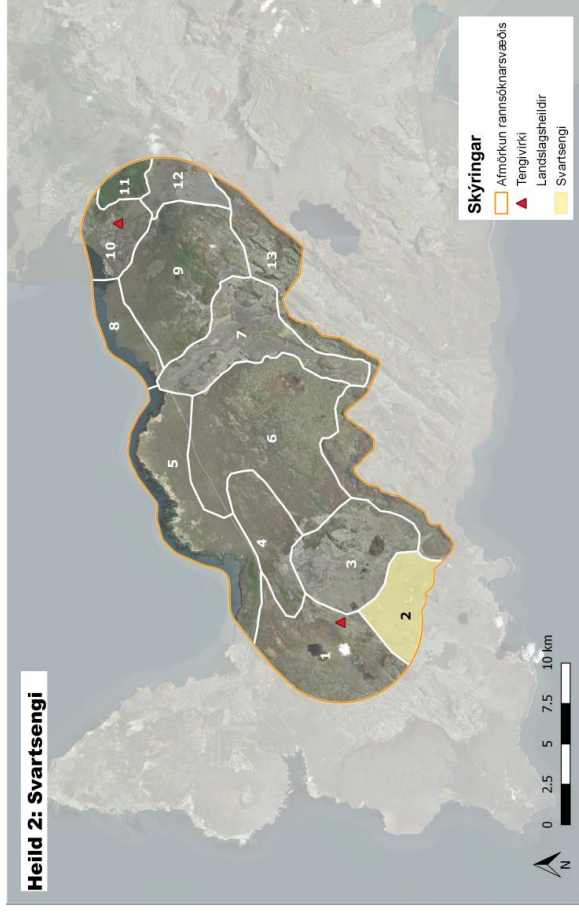 Heild 2: Svartsengi
11
10
12
8
9
13
7
5
6
4
3
1
2
Skýringar
Afmörkun rannsóknarsvæðis
Tengivirki
Landslagsheildir
Svartsengi
0 2.5 5 7.5 10 km
N